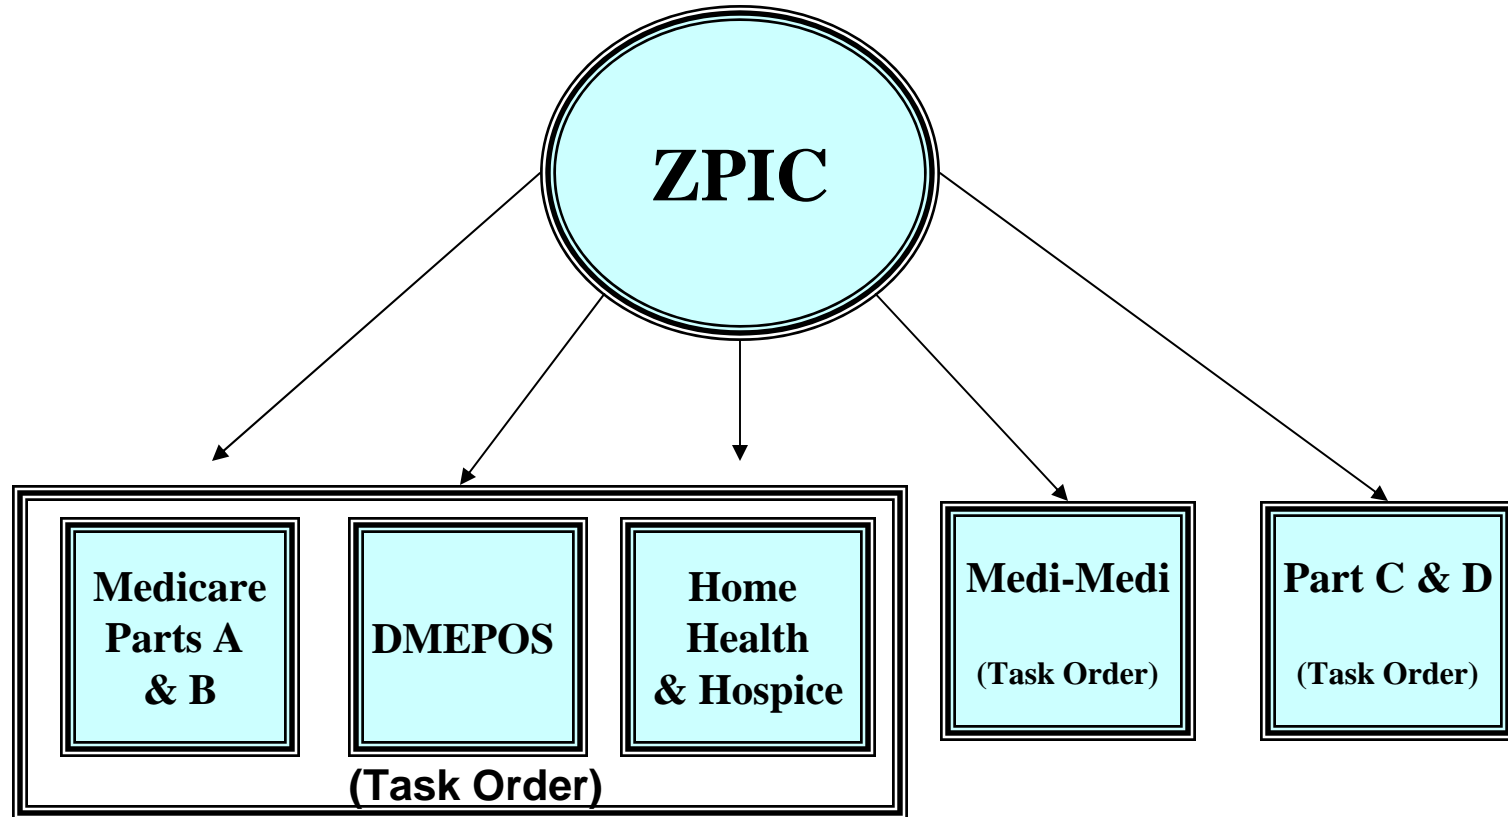 ZPIC
Medicare
Parts A
& B
DMEPOS
Home
Health
& Hospice
(Task Order)
Medi-Medi
(Task Order)
Part C & D
(Task Order)